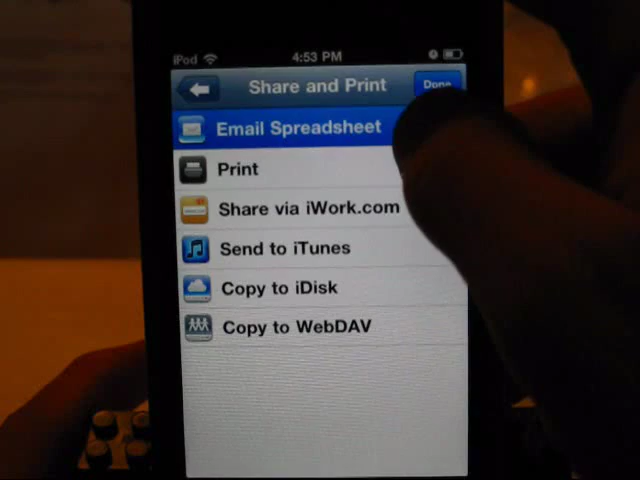 iPod 4:53 PM
Share and Print Done
Email Spreadsheet
Print
Share via iWork.com
Send to iTunes
Copy to iDisk
Copy to WebDAV